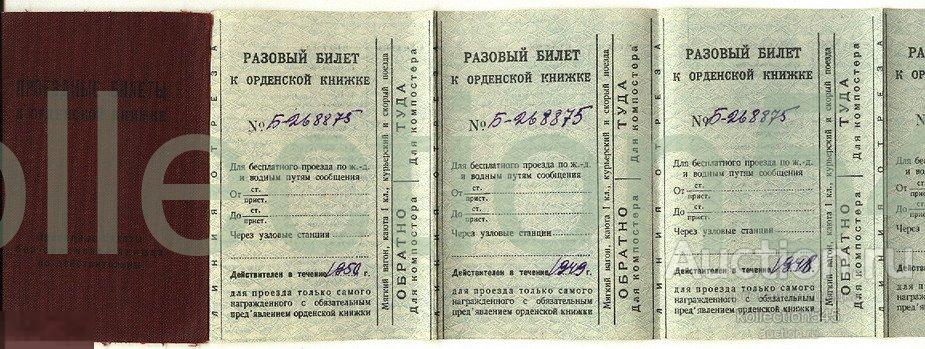 РАЗОВЫЙ БИЛЕТ
К ОРДЕНСКОЙ КНИЖКЕ
№ Б-268875
Для бесплатного проезда по ж.-д.
и водным путям сообщения
От ст.
прист.
До ст.
прист.
Через узловые станции
Действителен в течение 1950 г.
для проезда только самого
награжденного с обязательным
пред'явлением орденской книжки
Мягкий вагон, каюта I кл., курьерский и скорый поезда
ОБРАТНО
Для компостера
ТУДА
Для компостера
ЛИНИЯ ОТРЕЗА
РАЗОВЫЙ БИЛЕТ
К ОРДЕНСКОЙ КНИЖКЕ
№ Б-268875
Для бесплатного проезда по ж.-д.
и водным путям сообщения
От ст.
прист.
До ст.
прист.
Через узловые станции
Действителен в течение 1949 г.
для проезда только самого
награжденного с обязательным
пред'явлением орденской книжки
Мягкий вагон, каюта I кл., курьерский и скорый поезда
ОБРАТНО
Для компостера
ТУДА
Для компостера
ЛИНИЯ ОТРЕЗА
РАЗОВЫЙ БИЛЕТ
К ОРДЕНСКОЙ КНИЖКЕ
№ Б-268875
Для бесплатного проезда по ж.-д.
и водным путям сообщения
От ст.
прист.
До ст.
прист.
Через узловые станции
Действителен в течение 1948 г.
для проезда только самого
награжденного с обязательным
пред'явлением орденской книжки
Мягкий вагон, каюта I кл., курьерский и скорый поезда
ОБРАТНО
Для компостера
ТУДА
Для компостера
ЛИНИЯ ОТРЕЗА
Auction.ru